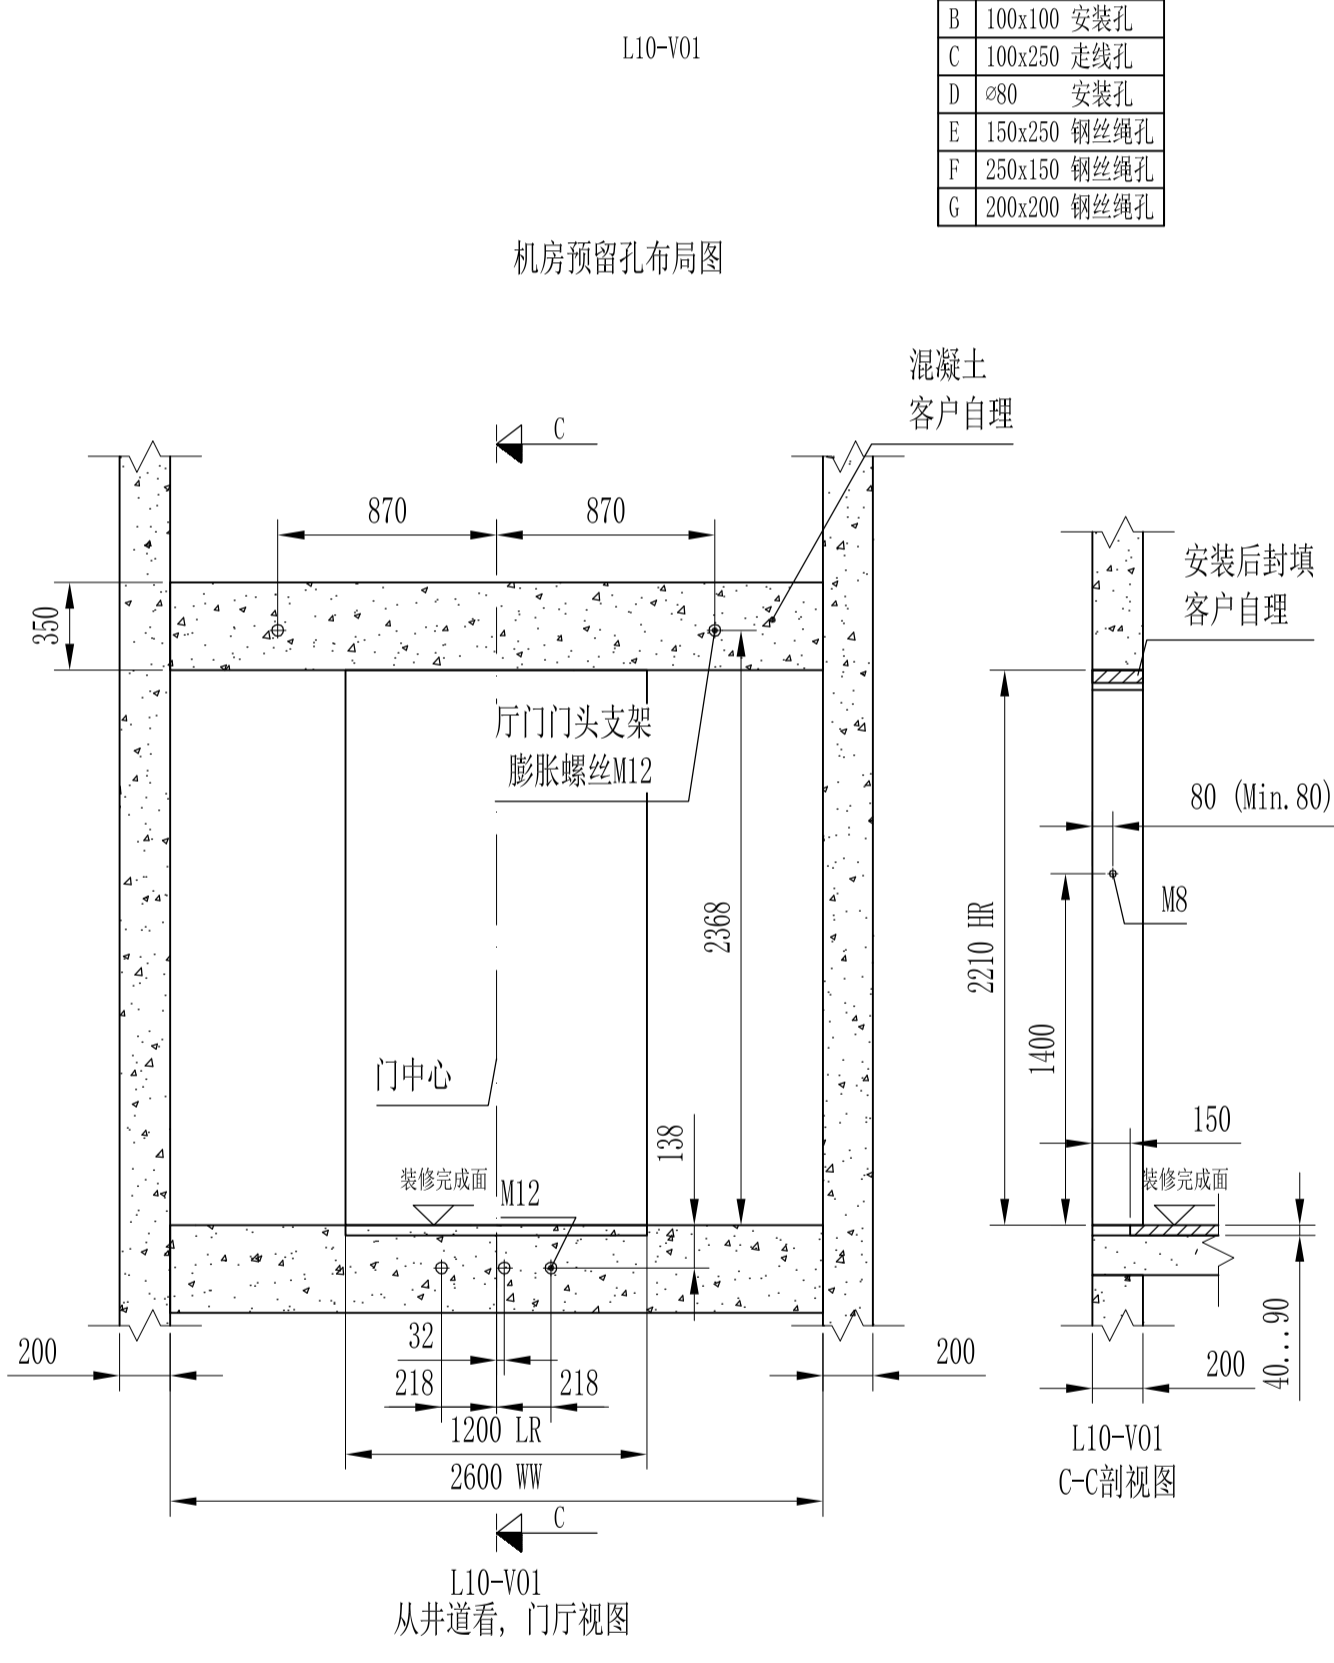 L10-V01
B 100x100 安装孔
C 100x250 走线孔
D ∅80 安装孔
E 150x250 钢丝绳孔
F 250x150 钢丝绳孔
G 200x200 钢丝绳孔
机房预留孔布局图
混凝土
客户自理
C
870
870
350
厅门门头支架
膨胀螺丝M12
2368
门中心
138
装修完成面
M12
32
218
218
200
200
1200 LR
2600 WW
C
L10-V01
从井道看, 门厅视图
安装后封填
客户自理
80 (Min.80)
M8
2210 HR
1400
150
装修完成面
40...90
200
L10-V01
C-C剖视图